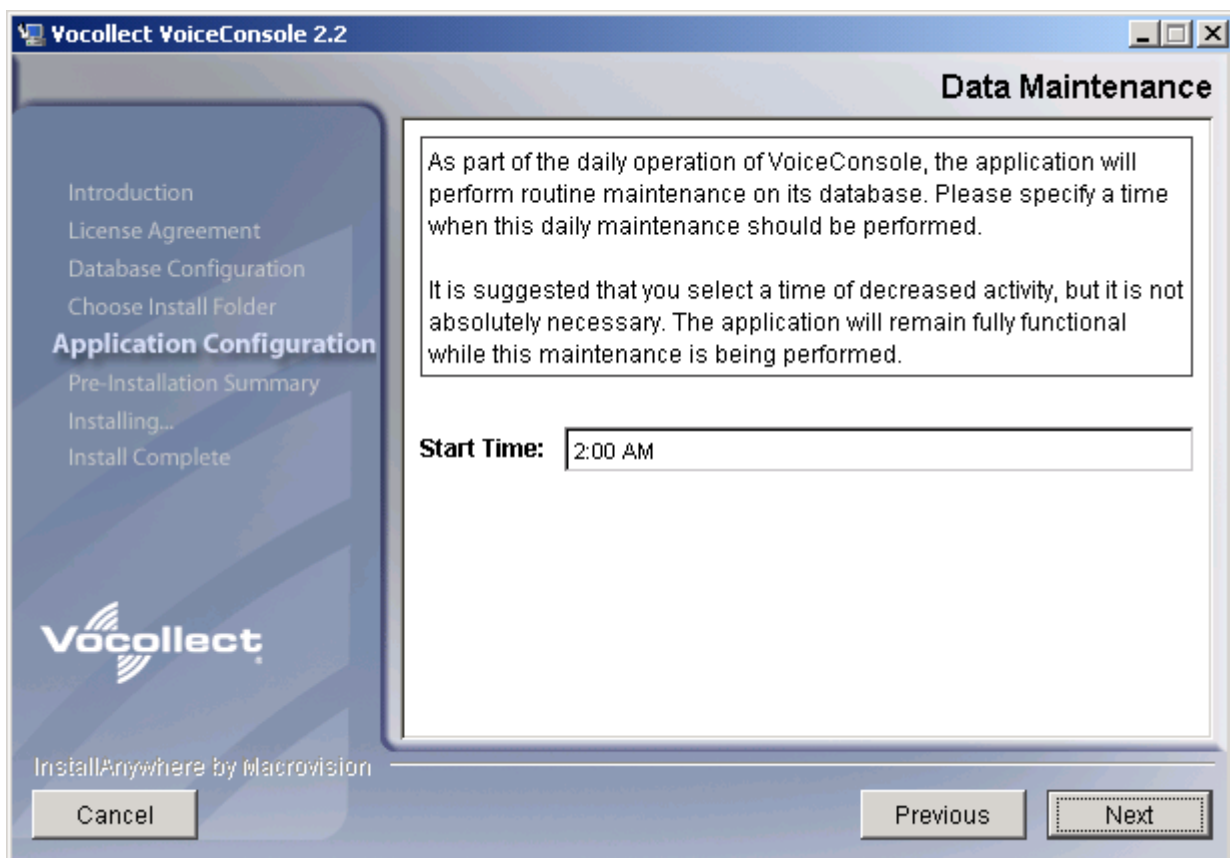 Vocollect VoiceConsole 2.2
Data Maintenance
Introduction
License Agreement
Database Configuration
Choose Install Folder
Application Configuration
Pre-Installation Summary
Installing...
Install Complete
As part of the daily operation of VoiceConsole, the application will
perform routine maintenance on its database. Please specify a time
when this daily maintenance should be performed.
It is suggested that you select a time of decreased activity, but it is not
absolutely necessary. The application will remain fully functional
while this maintenance is being performed.
Start Time: 2:00 AM
Vocollect®
InstallAnywhere by Macrovision
Cancel
Previous
Next